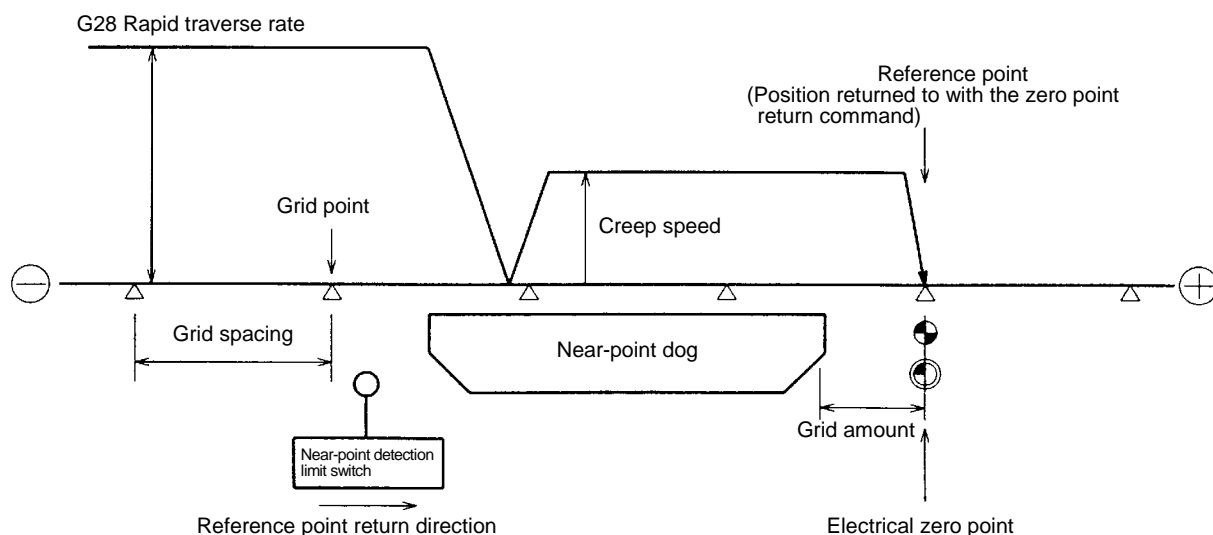 G28 Rapid traverse rate
Reference point
(Position returned to with the zero point
return command)
Grid point
Creep speed
−
+
Grid spacing
Near-point dog
Grid amount
Near-point detection
limit switch
Reference point return direction
Electrical zero point